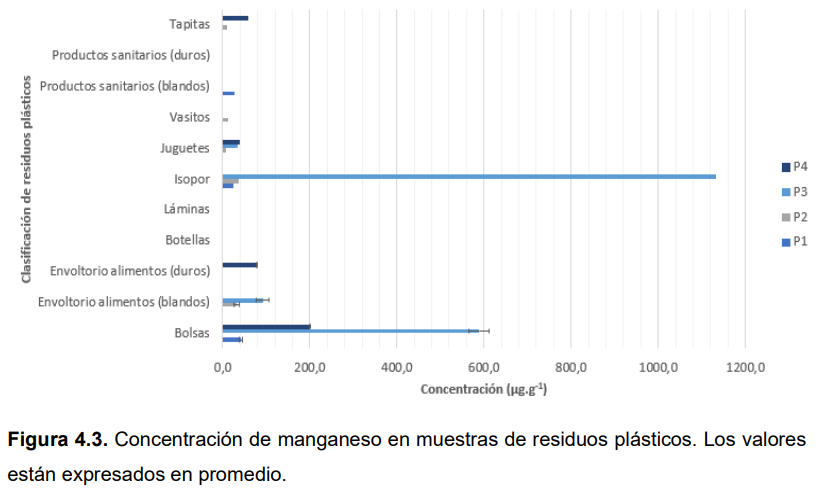 Tapitas
Productos sanitarios (duros)
Productos sanitarios (blandos)
Vasitos
Juguetes
Isopor
Láminas
Botellas
Envoltorio alimentos (duros)
Envoltorio alimentos (blandos)
Bolsas
Clasificación de residuos plásticos
0,0 200,0 400,0 600,0 800,0 1000,0 1200,0
Concentración (µg.g-1)
P4
P3
P2
P1
Figura 4.3. Concentración de manganeso en muestras de residuos plásticos. Los valores
están expresados en promedio.